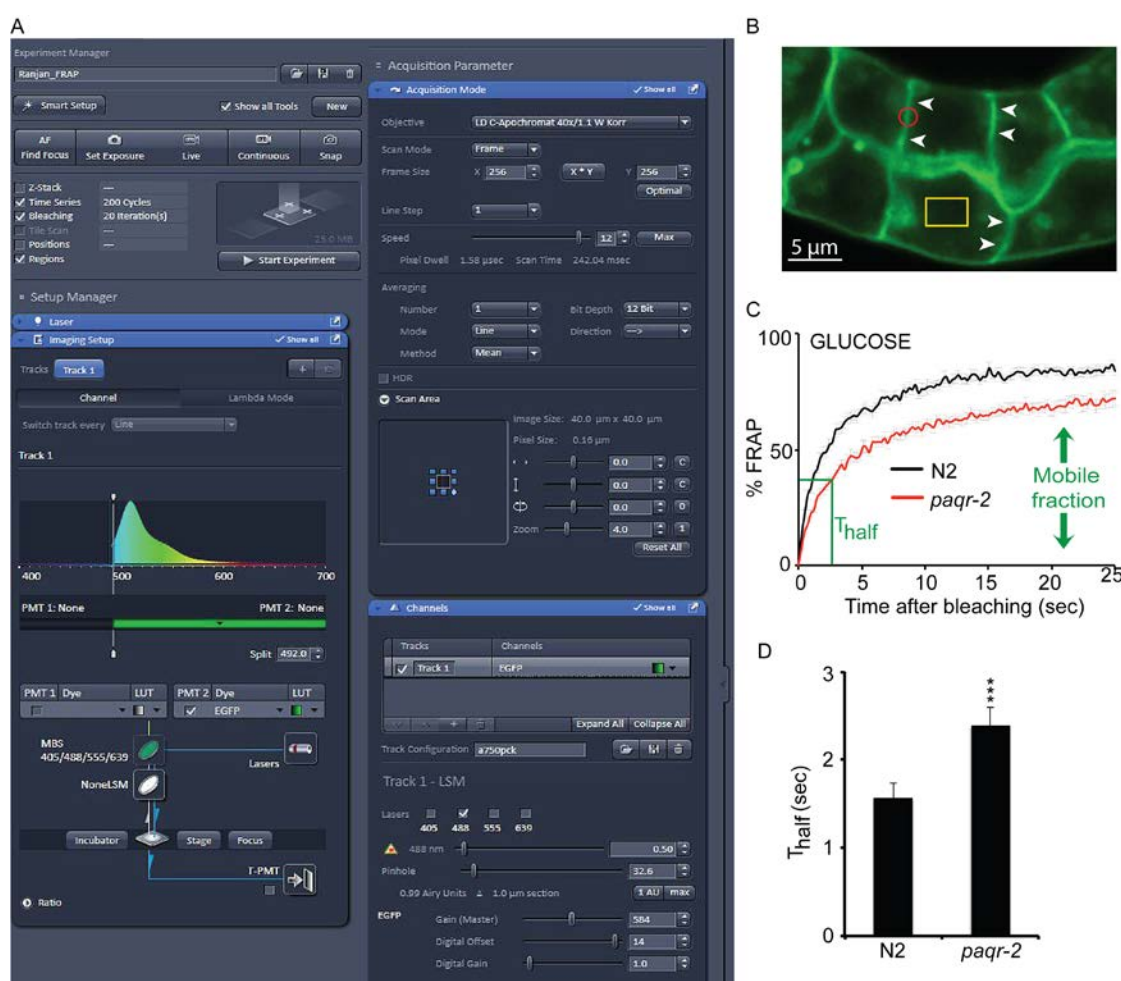 A
Experiment Manager
Ranjan_FRAP
Smart Setup
Show all Tools
New
AF
Find Focus
Set Exposure
Live
Continuous
Snap
Z-Stack
Time Series 200 Cycles
Bleaching 20 Iteration(s)
Tile Scan
Positions
Regions
25.0 MB
Start Experiment
Setup Manager
Laser
Imaging Setup
Show all
Tracks
Track 1
Channel
Lambda Mode
Switch track every Line
Track 1
400 500 600 700
PMT 1: None PMT 2: None
Split 492.0
PMT 1 Dye LUT PMT 2 Dye LUT
EGFP
MBS
405/488/555/639
Lasers
NoneLSM
Incubator Stage Focus
T-PMT
Ratio
Acquisition Parameter
Acquisition Mode
Show all
Objective LD C-Apochromat 40x/1.1 W Korr
Scan Mode Frame
Frame Size X 256 X * Y Y 256
Optimal
Line Step 1
Speed 12 Max
Pixel Dwell 1.58 µsec Scan Time 242.04 msec
Averaging
Number 1 Bit Depth 12 Bit
Mode Line Direction -->
Method Mean
HDR
Scan Area
Image Size: 40.0 µm x 40.0 µm
Pixel Size: 0.16 µm
0.0 C
0.0 C
0.0 0
Zoom 4.0 1
Reset All
Channels
Show all
Tracks Channels
Track 1 EGFP
Expand All Collapse All
Track Configuration a750pck
Track 1 - LSM
Lasers
405 488 555 639
488 nm 0.50
Pinhole 32.6
0.99 Airy Units ≙ 1.0 µm section 1 AU max
EGFP Gain (Master) 584
Digital Offset 14
Digital Gain 1.0
B
5 µm
C
GLUCOSE
% FRAP
100
50
0
N2
paqr-2
Mobile
fraction
Thalf
0 5 10 15 20 25
Time after bleaching (sec)
D
Thalf (sec)
3
2
1
0
***
N2 paqr-2